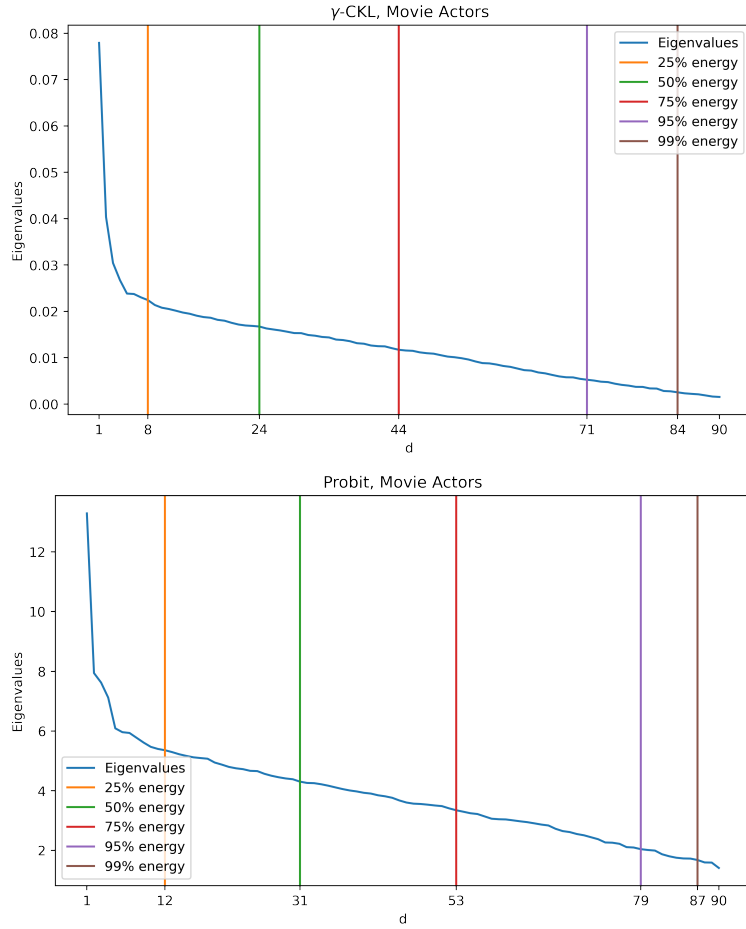 γ-CKL, Movie Actors
0.08
0.07
0.06
0.05
0.04
0.03
0.02
0.01
0.00
Eigenvalues
Eigenvalues
25% energy
50% energy
75% energy
95% energy
99% energy
1 8 24 44 71 84 90
d
Probit, Movie Actors
12
10
8
6
4
2
Eigenvalues
Eigenvalues
25% energy
50% energy
75% energy
95% energy
99% energy
1 12 31 53 79 87 90
d